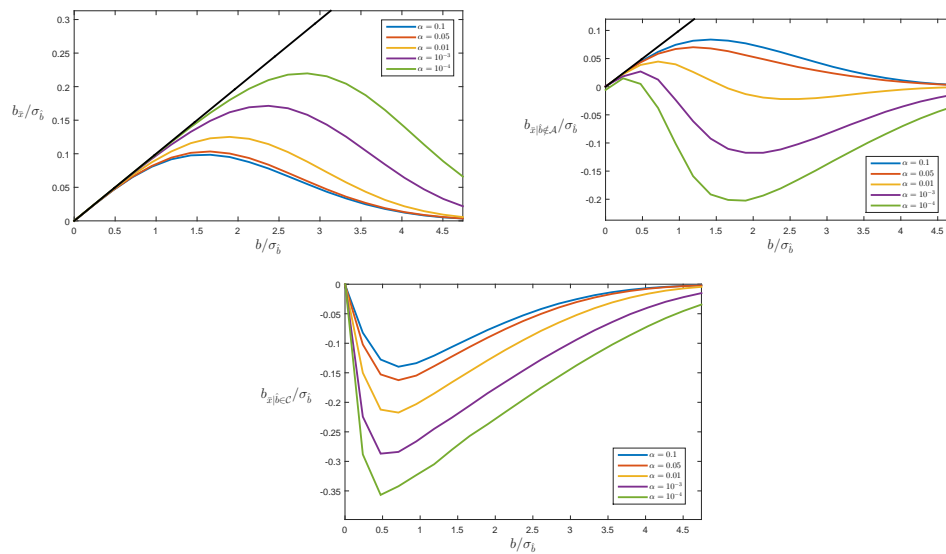 0.3
0.25
0.2
0.15
0.1
0.05
0
b_x̄/σ_b̂
0 0.5 1 1.5 2 2.5 3 3.5 4 4.5
b/σ_b̂
α = 0.1
α = 0.05
α = 0.01
α = 10⁻³
α = 10⁻⁴
0.1
0.05
0
-0.05
-0.1
-0.15
-0.2
b_x̄|b̂∉A/σ_b̂
0 0.5 1 1.5 2 2.5 3 3.5 4 4.5
b/σ_b̂
α = 0.1
α = 0.05
α = 0.01
α = 10⁻³
α = 10⁻⁴
0
-0.05
-0.1
-0.15
-0.2
-0.25
-0.3
-0.35
b_x̄|b̂∈C/σ_b̂
0 0.5 1 1.5 2 2.5 3 3.5 4 4.5
b/σ_b̂
α = 0.1
α = 0.05
α = 0.01
α = 10⁻³
α = 10⁻⁴